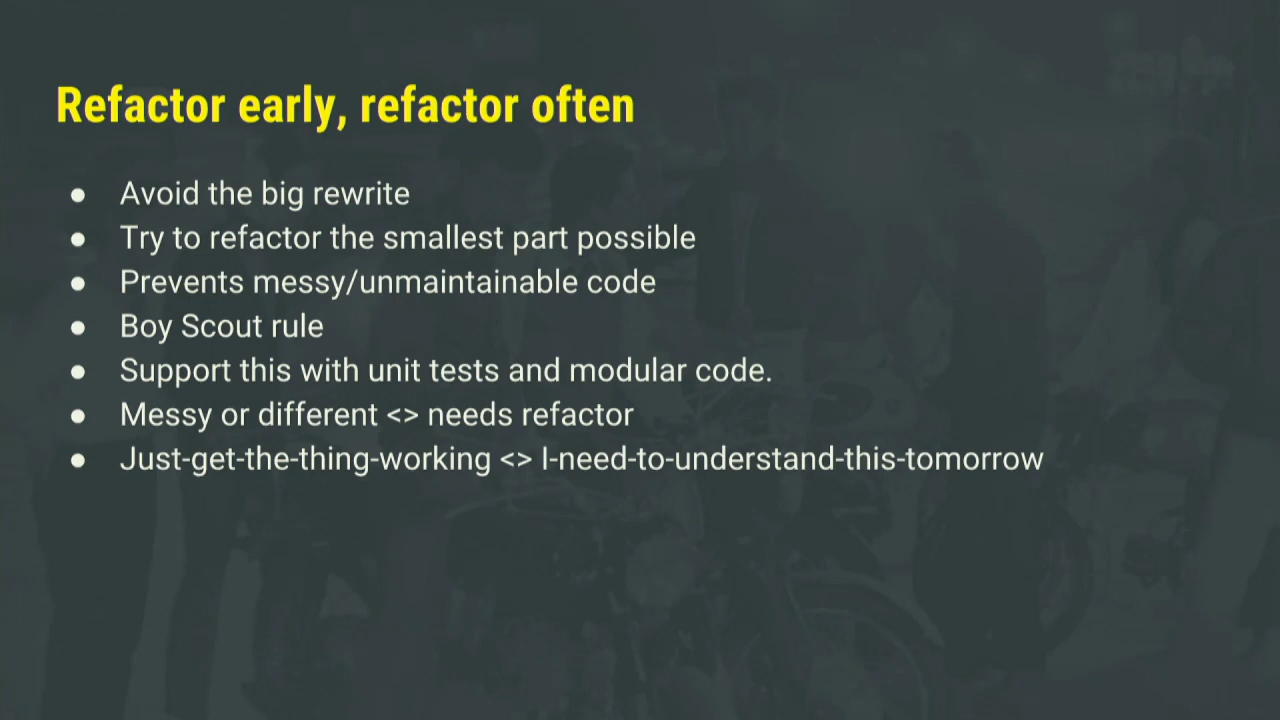 Refactor early, refactor often
● Avoid the big rewrite
● Try to refactor the smallest part possible
● Prevents messy/unmaintainable code
● Boy Scout rule
● Support this with unit tests and modular code.
● Messy or different <> needs refactor
● Just-get-the-thing-working <> I-need-to-understand-this-tomorrow